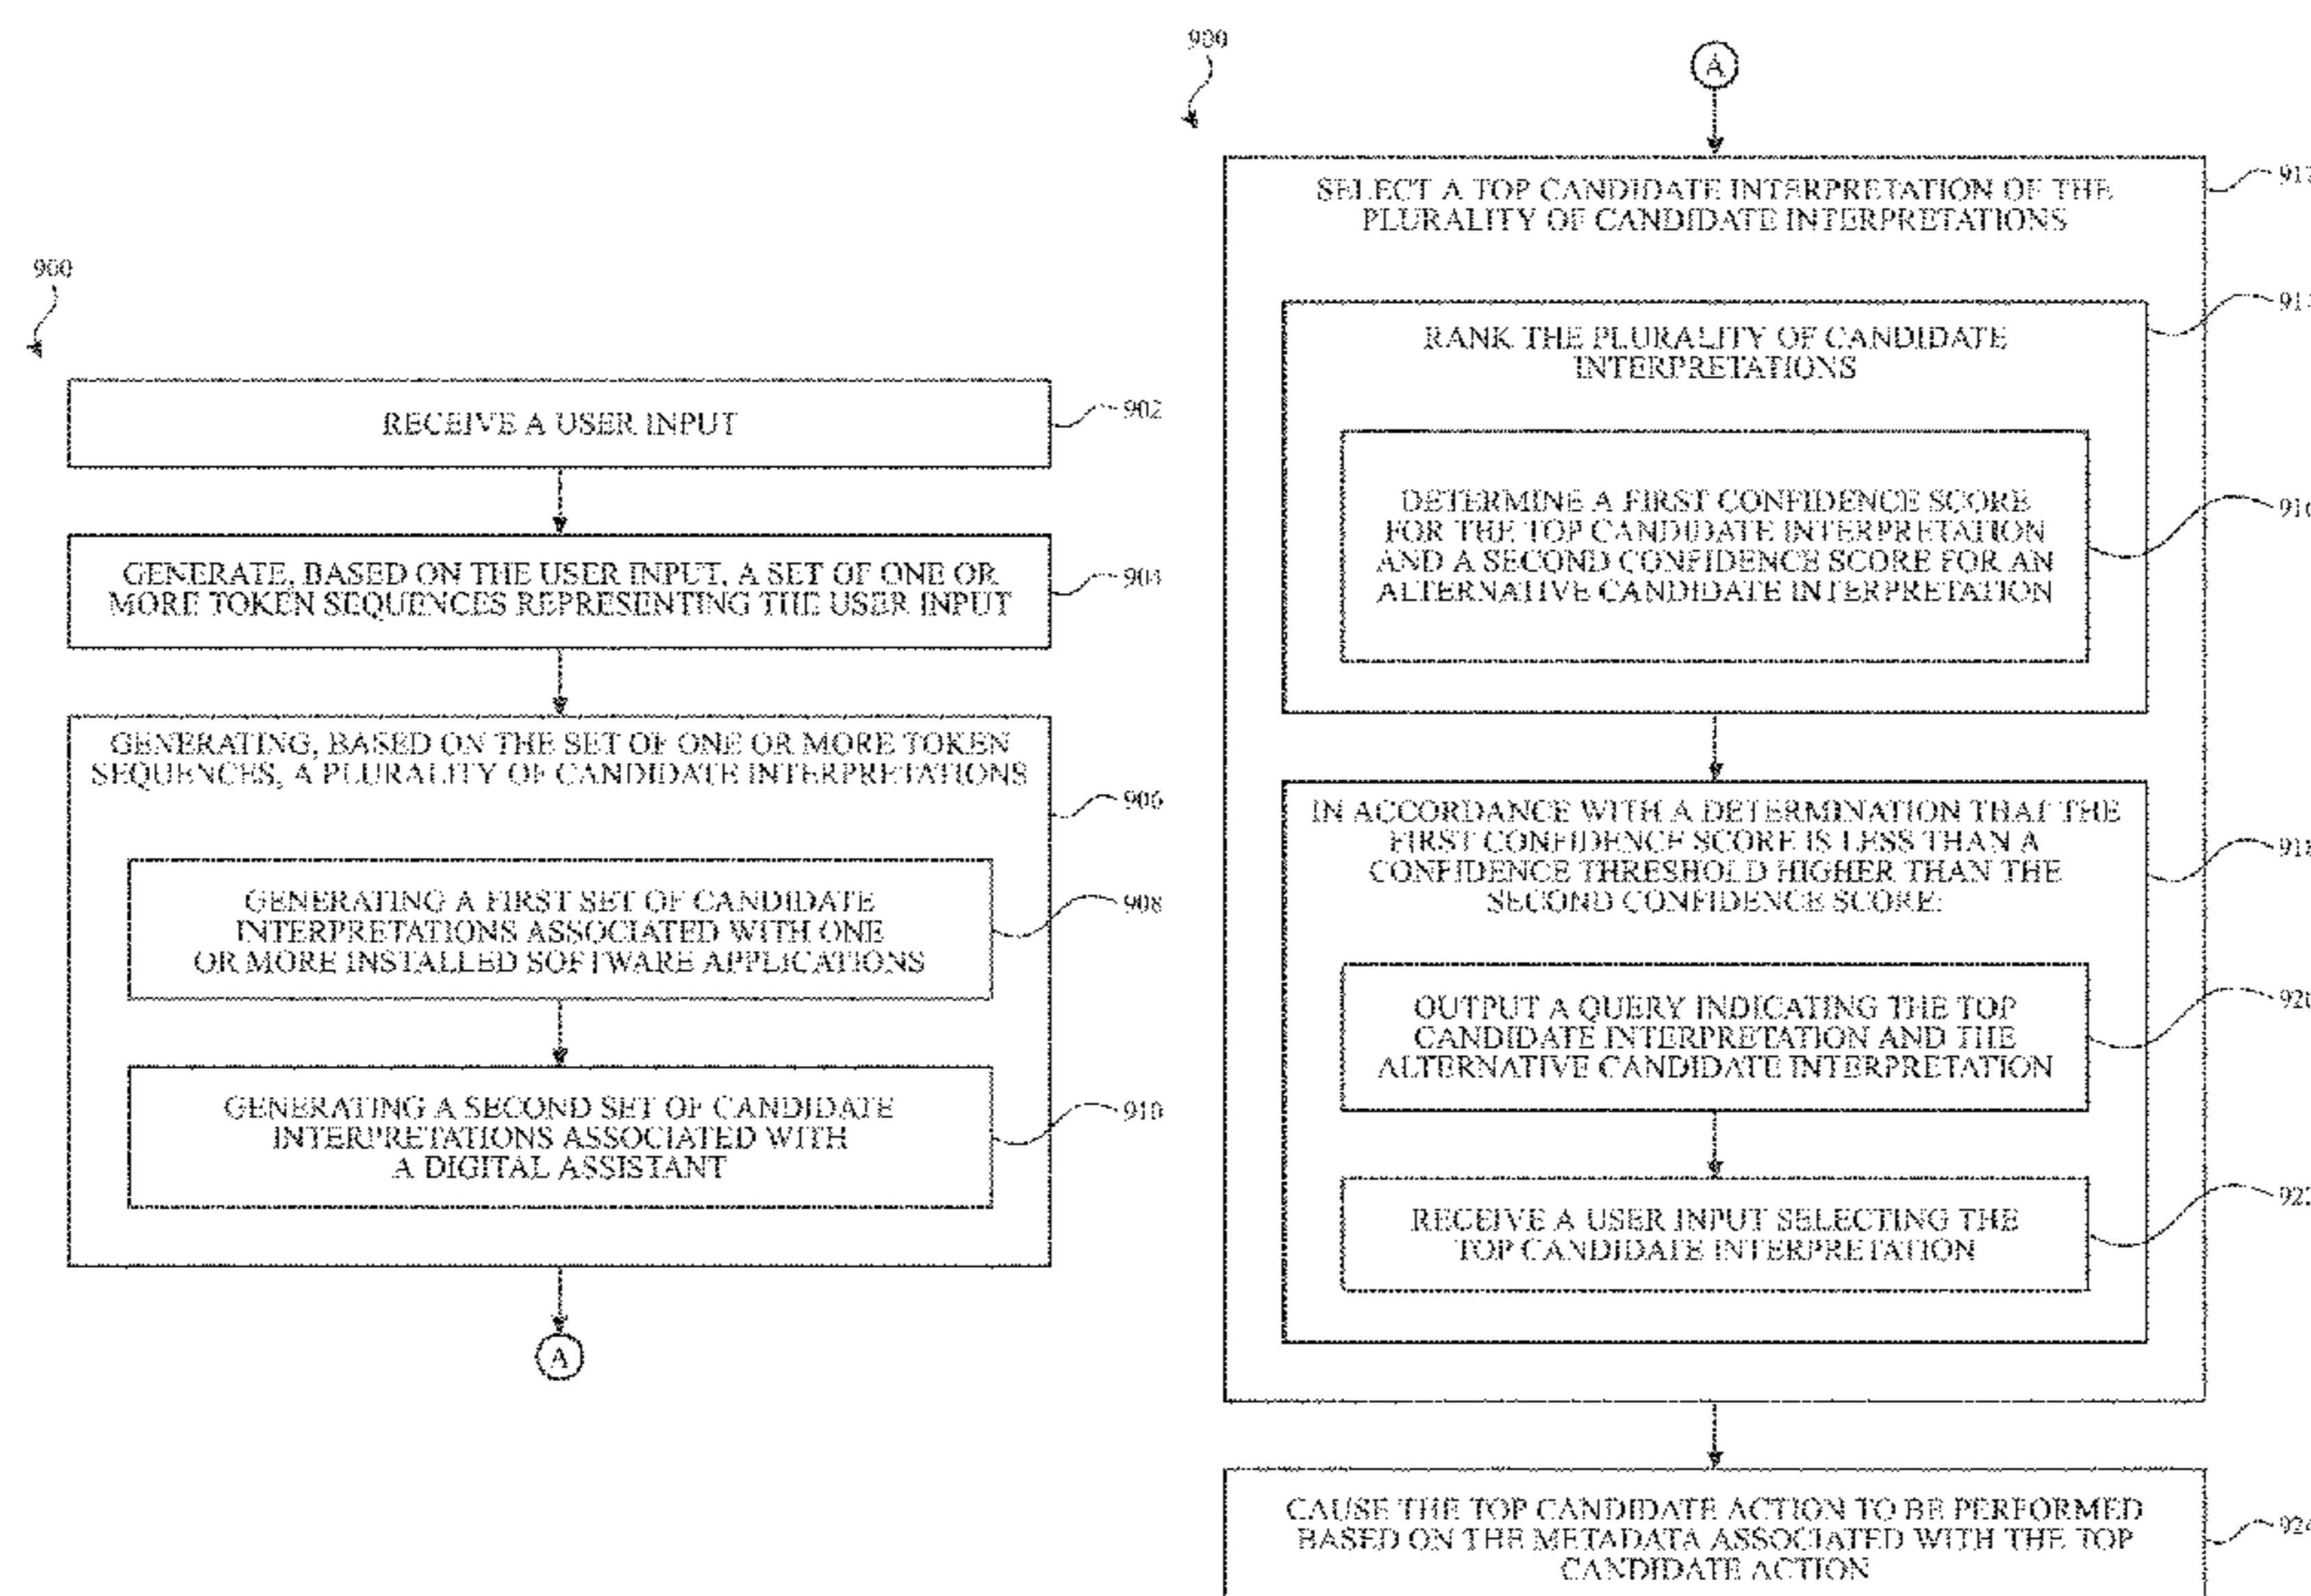 900
RECEIVE A USER INPUT
902
GENERATE, BASED ON THE USER INPUT, A SET OF ONE OR
MORE TOKEN SEQUENCES REPRESENTING THE USER INPUT
904
GENERATING, BASED ON THE SET OF ONE OR MORE TOKEN
SEQUENCES, A PLURALITY OF CANDIDATE INTERPRETATIONS
906
GENERATING A FIRST SET OF CANDIDATE
INTERPRETATIONS ASSOCIATED WITH ONE
OR MORE INSTALLED SOFTWARE APPLICATIONS
908
GENERATING A SECOND SET OF CANDIDATE
INTERPRETATIONS ASSOCIATED WITH
A DIGITAL ASSISTANT
910
A
900
A
SELECT A TOP CANDIDATE INTERPRETATION OF THE
PLURALITY OF CANDIDATE INTERPRETATIONS
RANK THE PLURALITY OF CANDIDATE
INTERPRETATIONS
DETERMINE A FIRST CONFIDENCE SCORE
FOR THE TOP CANDIDATE INTERPRETATION
AND A SECOND CONFIDENCE SCORE FOR AN
ALTERNATIVE CANDIDATE INTERPRETATION
IN ACCORDANCE WITH A DETERMINATION THAT THE
FIRST CONFIDENCE SCORE IS LESS THAN A
CONFIDENCE THRESHOLD HIGHER THAN THE
SECOND CONFIDENCE SCORE:
OUTPUT A QUERY INDICATING THE TOP
CANDIDATE INTERPRETATION AND THE
ALTERNATIVE CANDIDATE INTERPRETATION
RECEIVE A USER INPUT SELECTING THE
TOP CANDIDATE INTERPRETATION
CAUSE THE TOP CANDIDATE ACTION TO BE PERFORMED
BASED ON THE METADATA ASSOCIATED WITH THE TOP
CANDIDATE ACTION